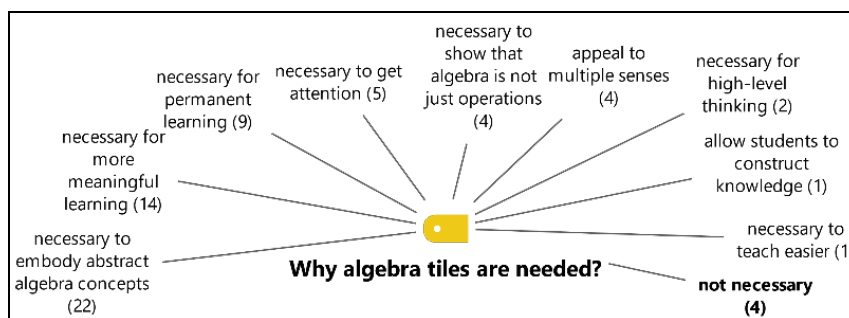 necessary to
show that
algebra is not
just operations
(4)
appeal to
multiple senses
(4)
necessary for
high-level
thinking (2)
necessary to get
attention (5)
necessary for
permanent
learning (9)
necessary for
more
meaningful
learning (14)
allow students to
construct
knowledge (1)
necessary to
embody abstract
algebra concepts
(22)
necessary to
teach easier (1
Why algebra tiles are needed?
not necessary
(4)